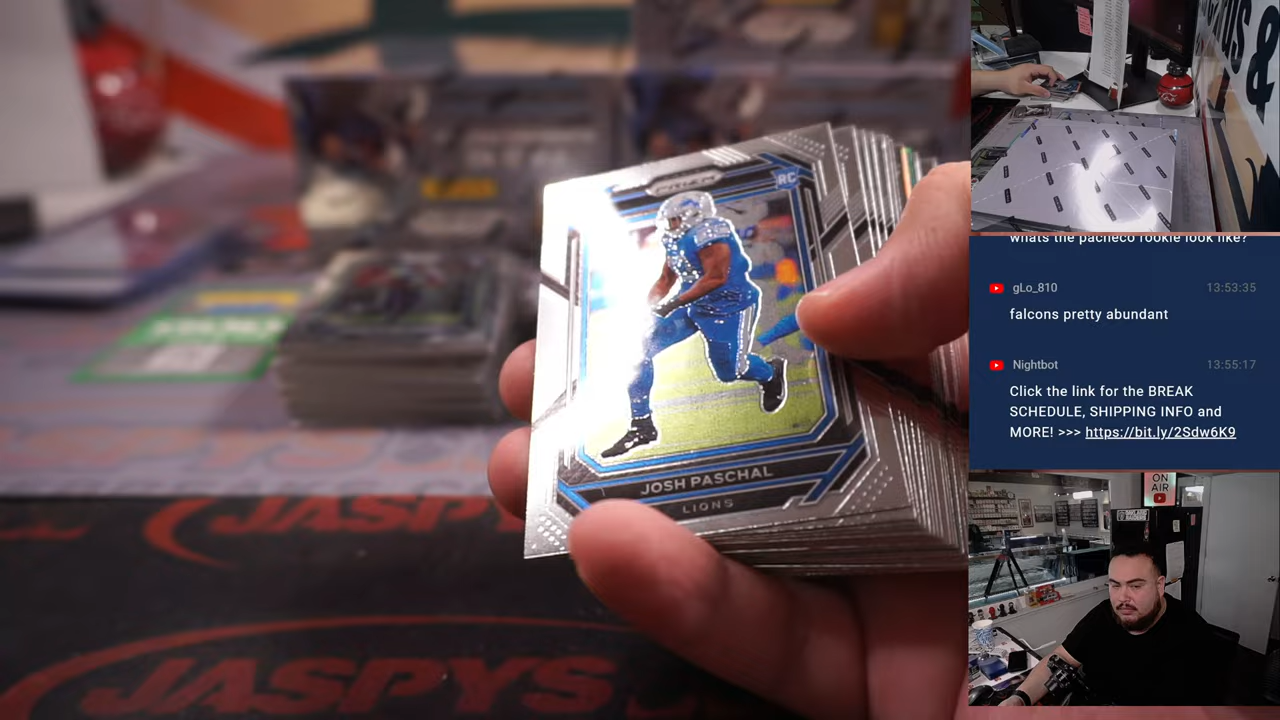 PRIZM
RC
JOSH PASCHAL
LIONS
JASPYS
JASPYS
whats the pacheco rookie look like?
gLo_810
13:53:35
falcons pretty abundant
Nightbot
13:55:17
Click the link for the BREAK
SCHEDULE, SHIPPING INFO and
MORE! >>> https://bit.ly/2Sdw6K9
ON
AIR